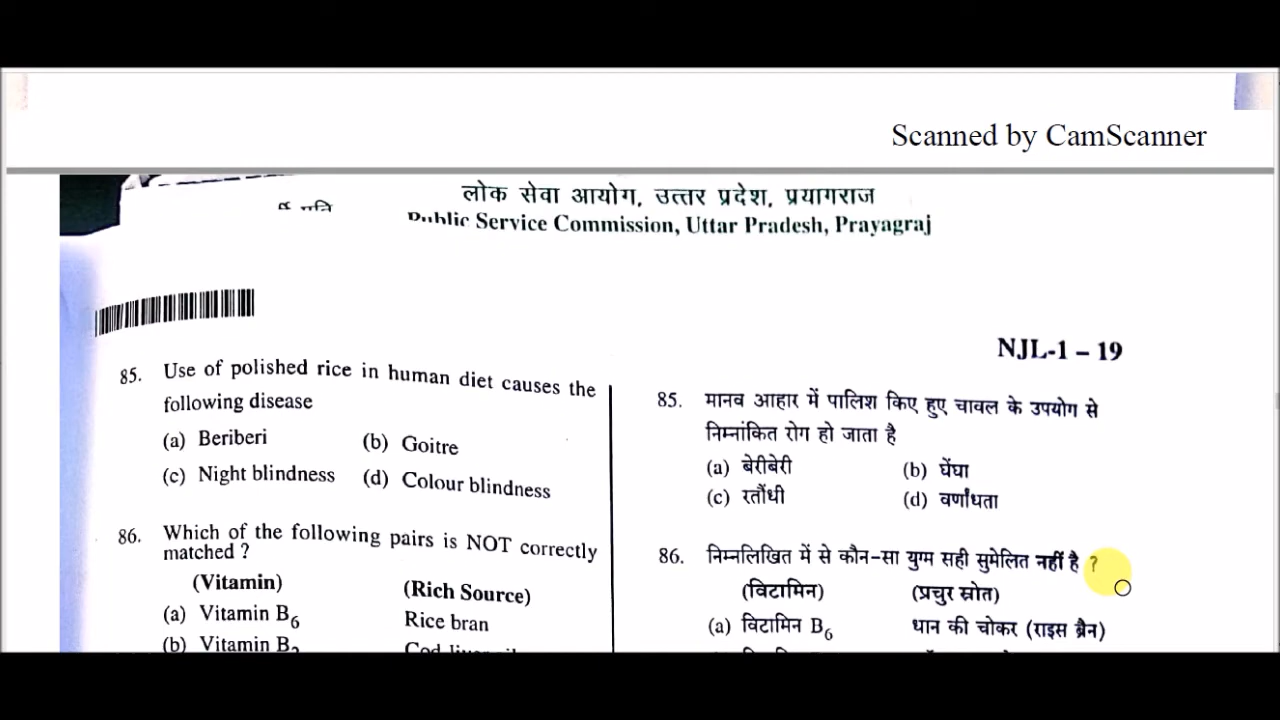 Scanned by CamScanner
लोक सेवा आयोग, उत्तर प्रदेश, प्रयागराज
Public Service Commission, Uttar Pradesh, Prayagraj
NJL-1 – 19
85. Use of polished rice in human diet causes the
following disease
(a) Beriberi (b) Goitre
(c) Night blindness (d) Colour blindness
86. Which of the following pairs is NOT correctly
matched ?
(Vitamin) (Rich Source)
(a) Vitamin B6 Rice bran
(b) Vitamin
85. मानव आहार में पालिश किए हुए चावल के उपयोग से
निम्नांकित रोग हो जाता है
(a) बेरीबेरी (b) घेंघा
(c) रतौंधी (d) वर्णांधता
86. निम्नलिखित में से कौन-सा युग्म सही सुमेलित नहीं है ?
(विटामिन) (प्रचुर स्रोत)
(a) विटामिन B6 धान की चोकर (राइस ब्रैन)